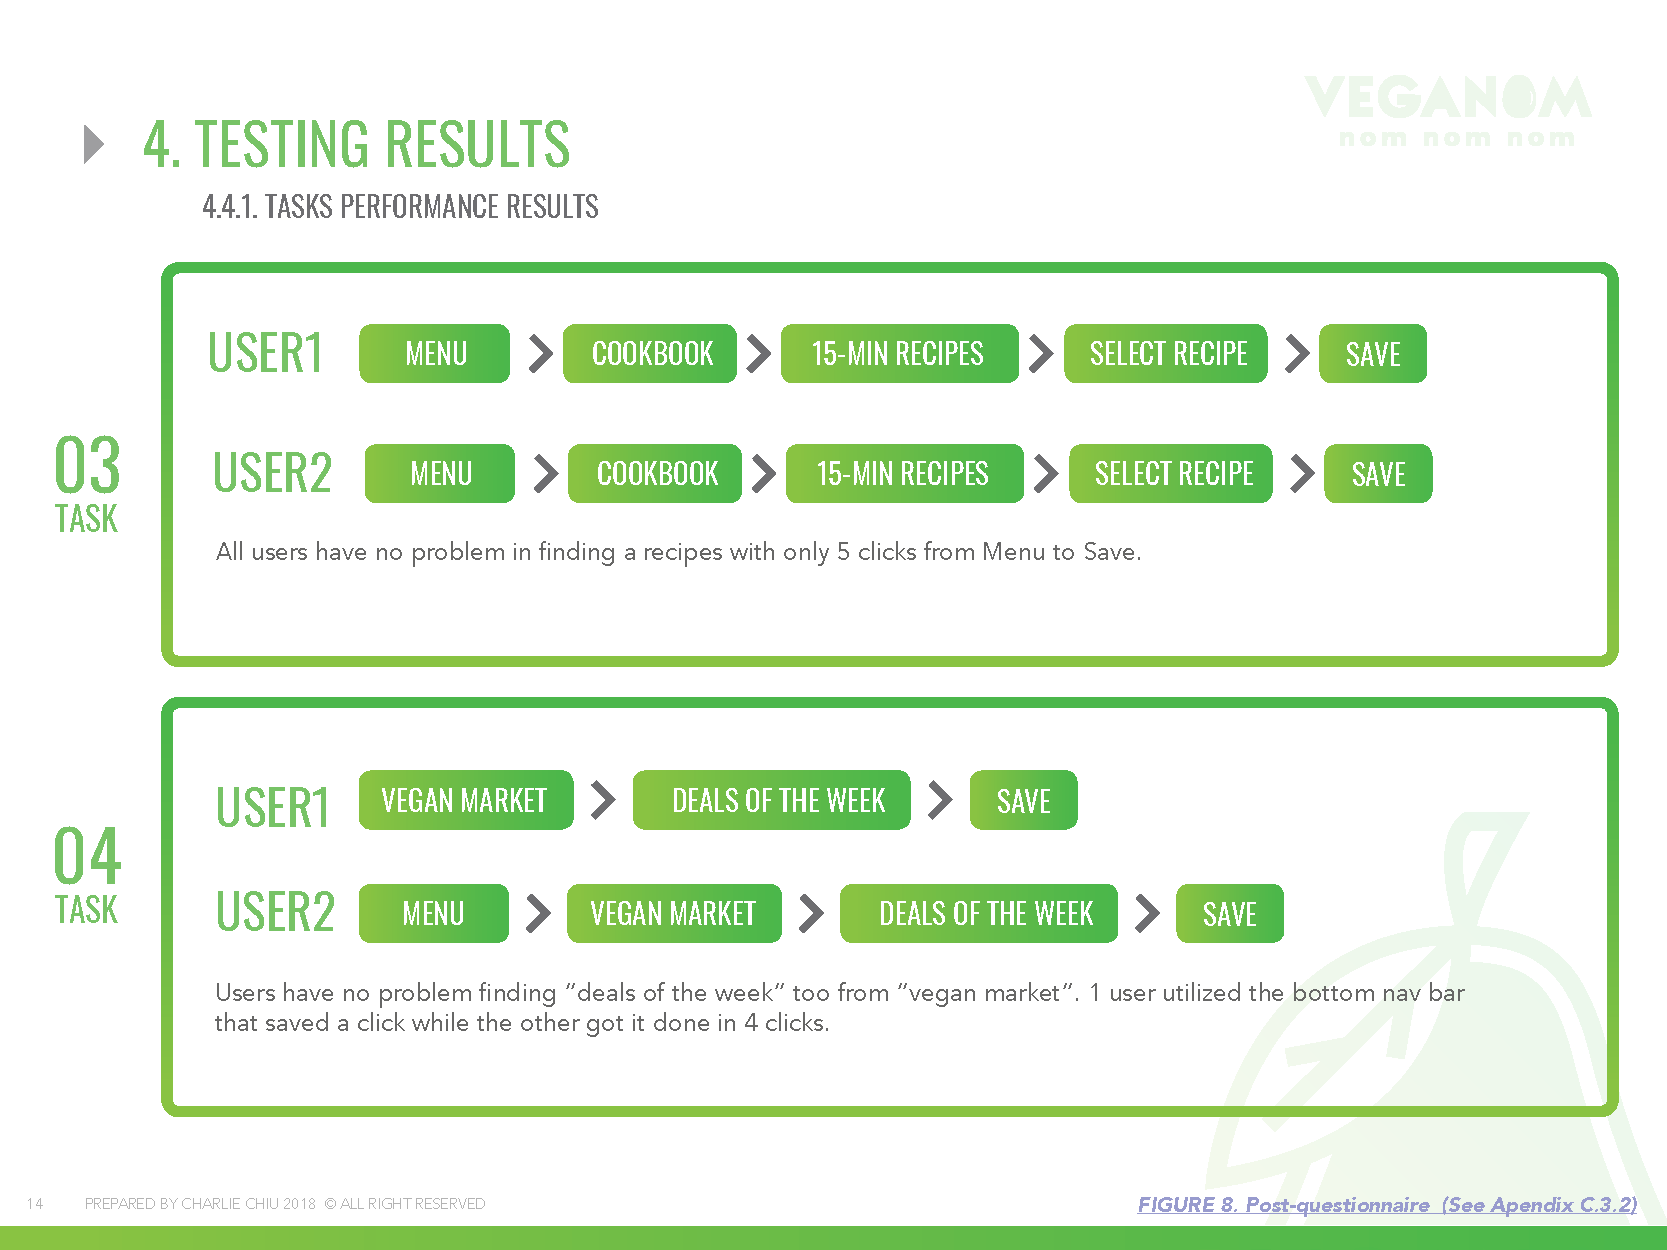 VEGANOM
nom nom nom
4. TESTING RESULTS
4.4.1. TASKS PERFORMANCE RESULTS
03
TASK
USER1 MENU COOKBOOK 15-MIN RECIPES SELECT RECIPE SAVE
USER2 MENU COOKBOOK 15-MIN RECIPES SELECT RECIPE SAVE
All users have no problem in finding a recipes with only 5 clicks from Menu to Save.
04
TASK
USER1 VEGAN MARKET DEALS OF THE WEEK SAVE
USER2 MENU VEGAN MARKET DEALS OF THE WEEK SAVE
Users have no problem finding “deals of the week” too from “vegan market”. 1 user utilized the bottom nav bar
that saved a click while the other got it done in 4 clicks.
14 PREPARED BY CHARLIE CHIU 2018 © ALL RIGHT RESERVED
FIGURE 8. Post-questionnaire (See Apendix C.3.2)